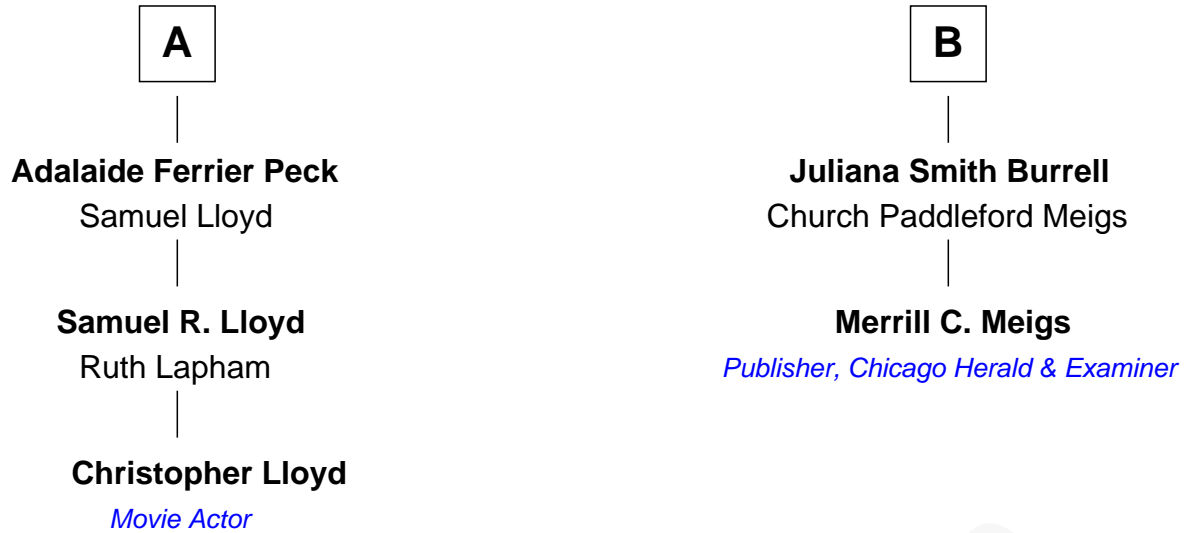 A
B
Adalaide Ferrier Peck
Samuel Lloyd
Juliana Smith Burrell
Church Paddleford Meigs
Samuel R. Lloyd
Ruth Lapham
Merrill C. Meigs
Publisher, Chicago Herald & Examiner
Christopher Lloyd
Movie Actor